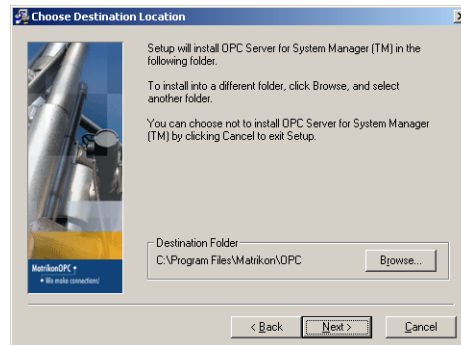 Choose Destination Location
Setup will install OPC Server for System Manager (TM) in the
following folder.
To install into a different folder, click Browse, and select
another folder.
You can choose not to install OPC Server for System Manager
(TM) by clicking Cancel to exit Setup.
Destination Folder
C:\Program Files\Matrikon\OPC
Browse...
MatrikonOPC
• We make connections!
< Back
Next >
Cancel